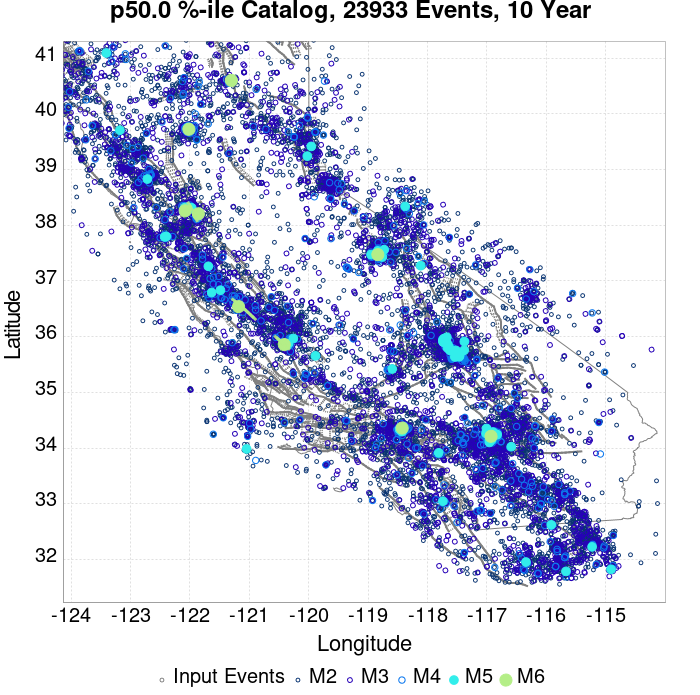 p50.0 %-ile Catalog, 23933 Events, 10 Year
41
40
39
38
37
36
35
34
33
32
Latitude
-124 -123 -122 -121 -120 -119 -118 -117 -116 -115
Longitude
Input Events M2 M3 M4 M5 M6